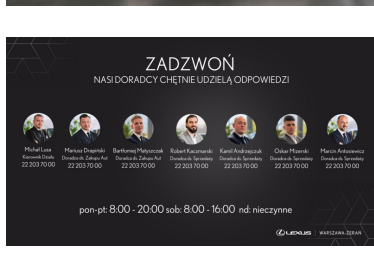 ZADZWOŃ
NASI DORADCY CHĘTNIE UDZIELĄ ODPOWIEDZI
Michał Lusa Mariusz Drapiński Bartłomiej Matyszczak Robert Kaczmarski Kamil Andrzejczuk Oskar Mizerski Marcin Antosiewicz
Kierownik Działu Doradca ds. Zakupu Aut Doradca ds. Zakupu Aut Doradca ds. Sprzedaży Doradca ds. Sprzedaży Doradca ds. Sprzedaży Doradca ds. Sprzedaży
22 203 70 00 22 203 70 00 22 203 70 00 22 203 70 00 22 203 70 00 22 203 70 00 22 203 70 00
pon-pt: 8:00 - 20:00 sob: 8:00 - 16:00 nd: nieczynne
LEXUS | WARSZAWA-ŻERAŃ